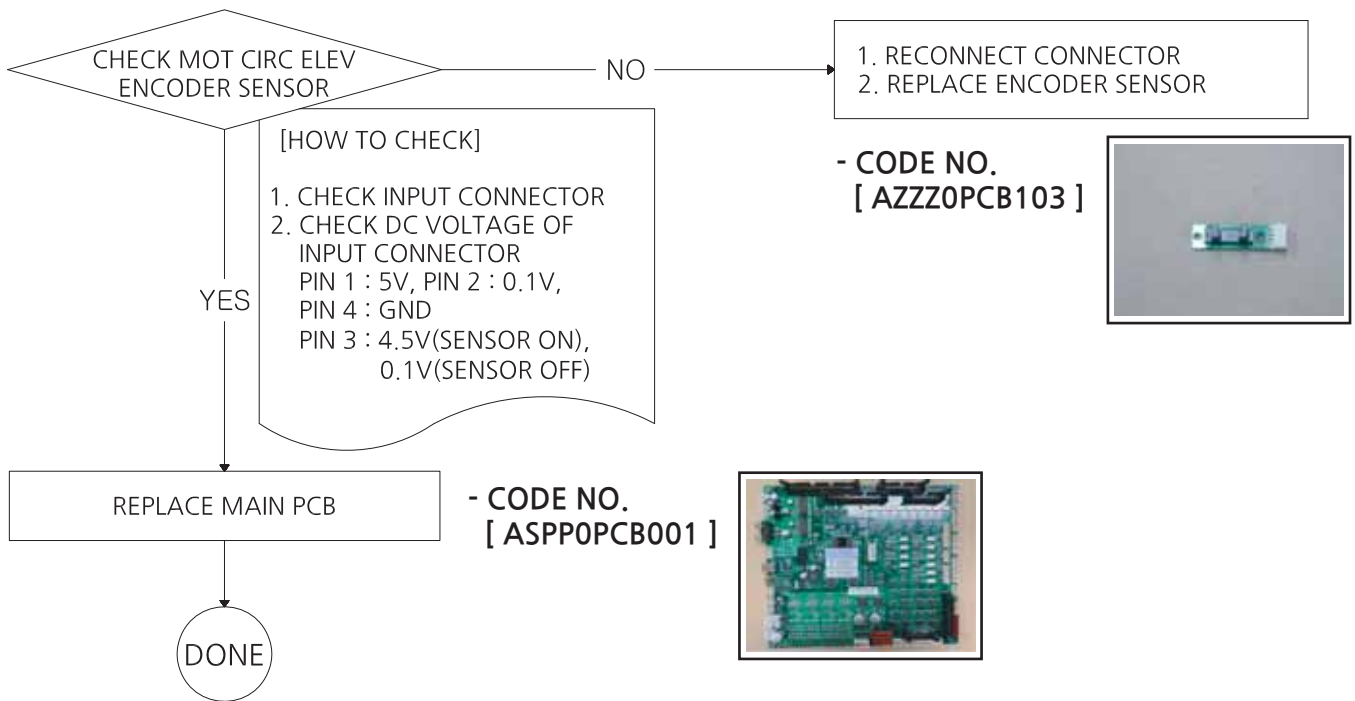 CHECK MOT CIRC ELEV
ENCODER SENSOR
NO
1. RECONNECT CONNECTOR
2. REPLACE ENCODER SENSOR
- CODE NO.
[ AZZZ0PCB103 ]
[HOW TO CHECK]
1. CHECK INPUT CONNECTOR
2. CHECK DC VOLTAGE OF
INPUT CONNECTOR
PIN 1 : 5V, PIN 2 : 0.1V,
PIN 4 : GND
PIN 3 : 4.5V(SENSOR ON),
0.1V(SENSOR OFF)
YES
REPLACE MAIN PCB
- CODE NO.
[ ASPP0PCB001 ]
DONE